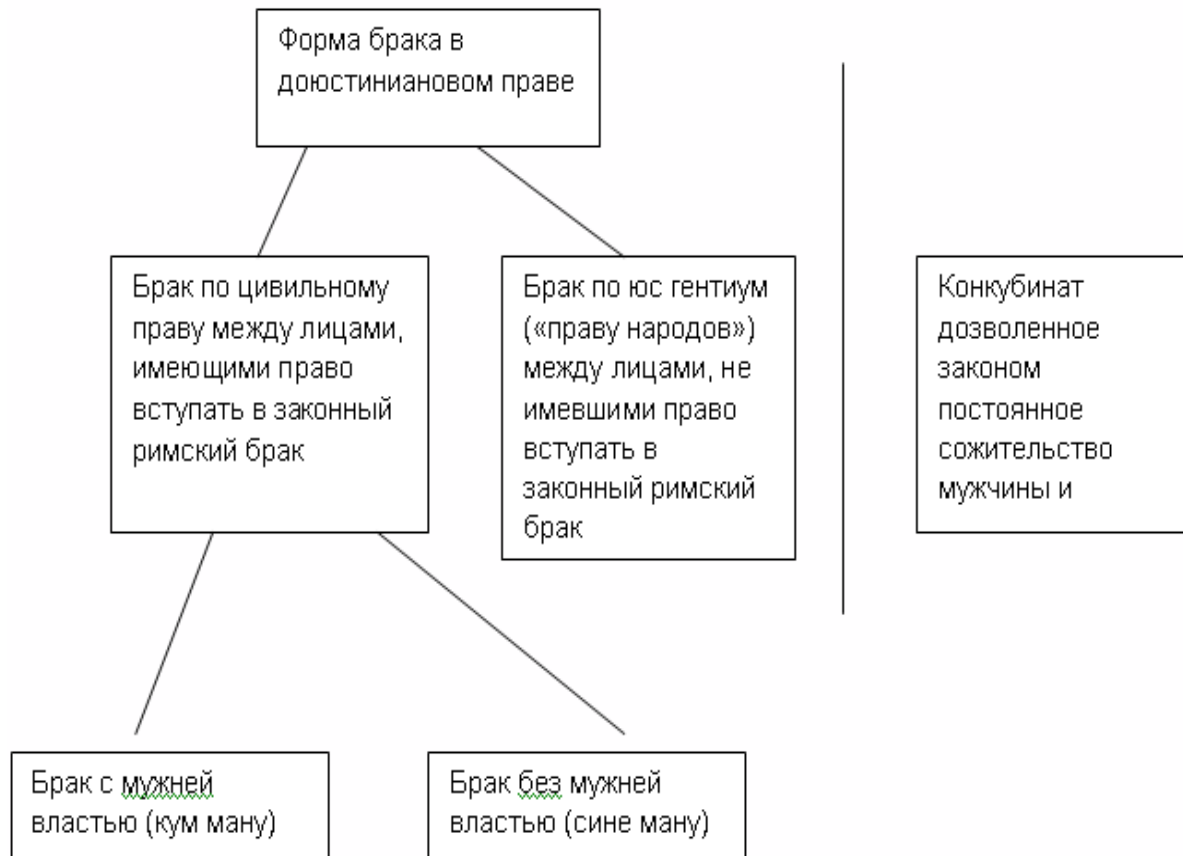 Форма брака в
доюстиниановом праве
Брак по цивильному
праву между лицами,
имеющими право
вступать в законный
римский брак
Брак по юс гентиум
(«праву народов»)
между лицами, не
имевшими право
вступать в
законный римский
брак
Конкубинат
дозволенное
законом
постоянное
сожительство
мужчины и
Брак с мужней
властью (кум ману)
Брак без мужней
властью (сине ману)